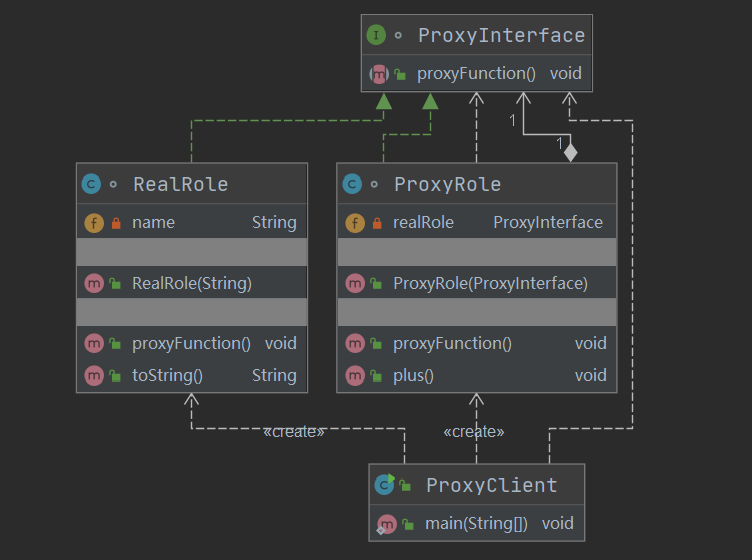 ProxyInterface
proxyFunction() void
1
1
RealRole
name String
RealRole(String)
proxyFunction() void
toString() String
ProxyRole
realRole ProxyInterface
ProxyRole(ProxyInterface)
proxyFunction() void
plus() void
«create»
«create»
ProxyClient
main(String[]) void